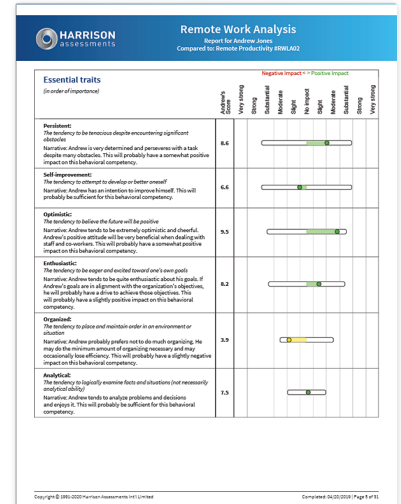 HARRISON
assessments
Remote Work Analysis
Report for Andrew Jones
Compared to: Remote Productivity #RWLA02
Essential traits
(in order of importance)
Negative Impact < > Positive Impact
Andrew's Score
Very strong
Strong
Substantial
Moderate
Slight
No impact
Slight
Moderate
Substantial
Strong
Very strong
Persistent:
The tendency to be tenacious despite encountering significant
obstacles
Narrative: Andrew is very determined and perseveres with a task
despite many obstacles. This will probably have a somewhat positive
impact on this behavioral competency.
8.6
Self-improvement:
The tendency to attempt to develop or better oneself
Narrative: Andrew has an intention to improve himself. This will
probably be sufficient for this behavioral competency.
6.6
Optimistic:
The tendency to believe the future will be positive
Narrative: Andrew tends to be extremely optimistic and cheerful.
Andrew's positive attitude will be very beneficial when dealing with
staff and co-workers. This will probably have a somewhat positive
impact on this behavioral competency.
9.5
Enthusiastic:
The tendency to be eager and excited toward one's own goals
Narrative: Andrew tends to be quite enthusiastic about his goals. If
Andrew's goals are in alignment with the organization's objectives,
he will probably have a drive to achieve those objectives. This
will probably have a slightly positive impact on this behavioral
competency.
8.2
Organized:
The tendency to place and maintain order in an environment or
situation
Narrative: Andrew probably prefers not to do much organizing. He
may do the minimum amount of organizing necessary and may
occasionally lose efficiency. This will probably have a slightly negative
impact on this behavioral competency.
3.9
Analytical:
The tendency to logically examine facts and situations (not necessarily
analytical ability)
Narrative: Andrew tends to analyze problems and decisions
and enjoys it. This will probably be sufficient for this behavioral
competency.
7.5
Copyright © 1991-2020 Harrison Assessments Int'l Limited
Completed: 04/20/2019 | Page 5 of 31